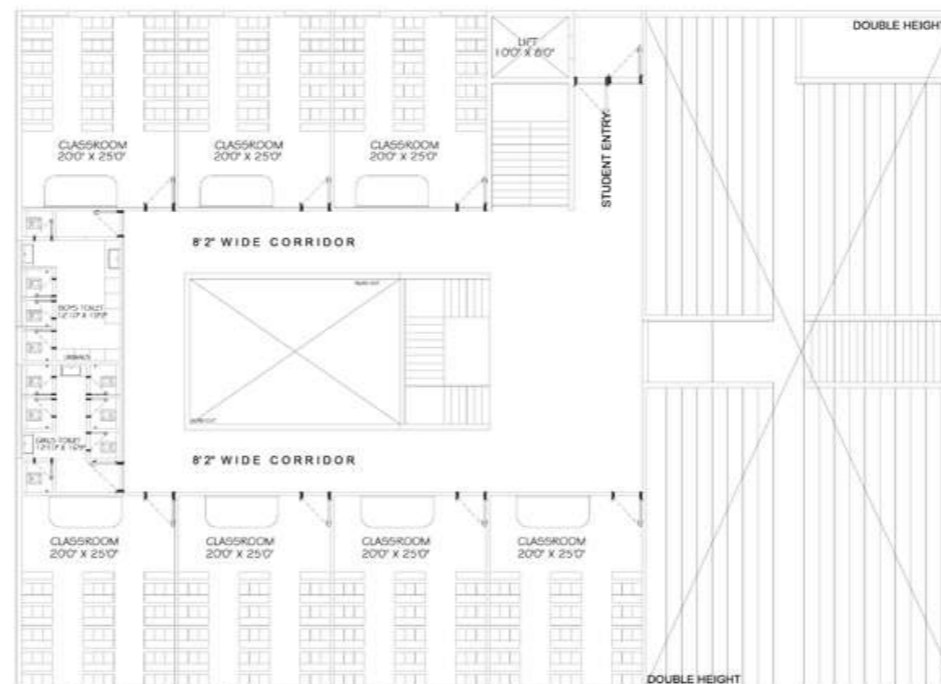 DOUBLE HEIGHT
LIFT
10'0" X 8'0"
STUDENT ENTRY
CLASSROOM
20'0" X 25'0"
CLASSROOM
20'0" X 25'0"
CLASSROOM
20'0" X 25'0"
8'2" WIDE CORRIDOR
BOYS TOILET
URINALS
GIRLS TOILET
8'2" WIDE CORRIDOR
CLASSROOM
20'0" X 25'0"
CLASSROOM
20'0" X 25'0"
CLASSROOM
20'0" X 25'0"
CLASSROOM
20'0" X 25'0"
DOUBLE HEIGHT